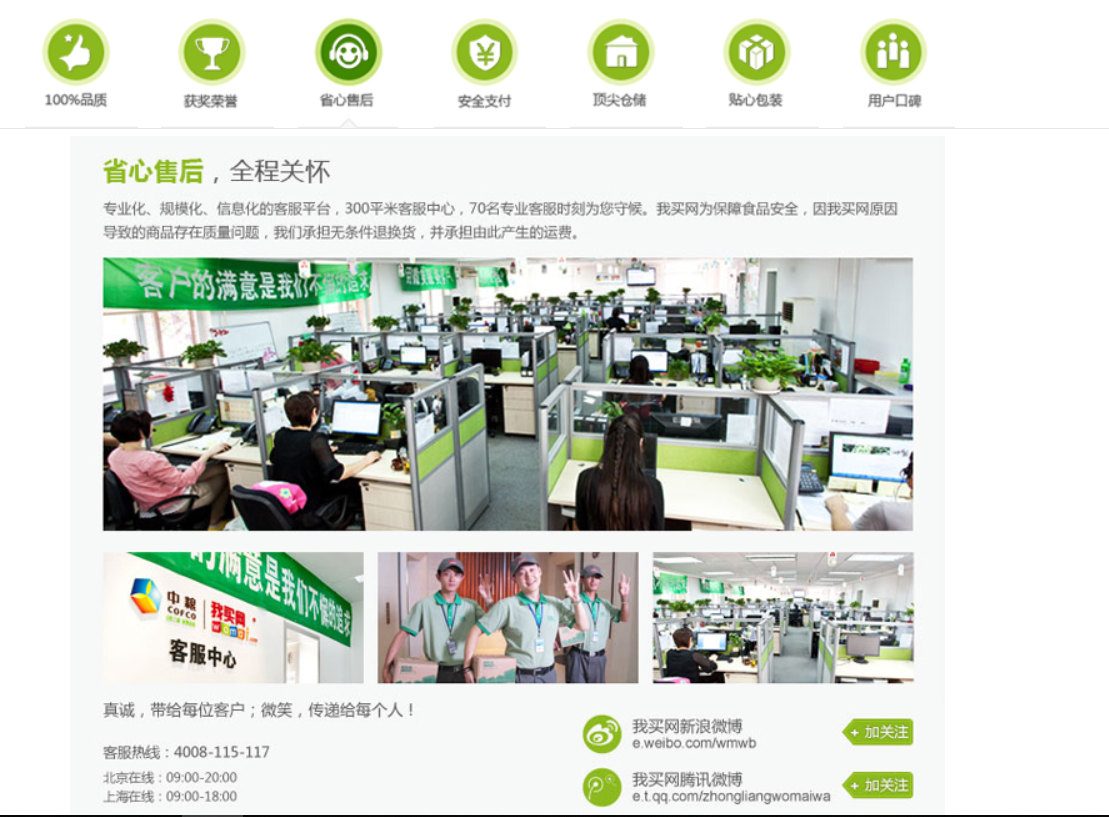 100%品质
获奖荣誉
省心售后
安全支付
顶尖仓储
贴心包装
用户口碑
省心售后，全程关怀
专业化、规模化、信息化的客服平台，300平米客服中心，70名专业客服时刻为您守候。我买网为保障食品安全，因我买网原因
导致的商品存在质量问题，我们承担无条件退换货，并承担由此产生的运费。
客户的满意是我们不懈的追求
的满意是我们不懈的追求
中粮
COFCO
我买网
womai.com
客服中心
真诚，带给每位客户；微笑，传递给每个人！
客服热线：4008-115-117
北京在线：09:00-20:00
上海在线：09:00-18:00
我买网新浪微博
e.weibo.com/wmwb
+ 加关注
我买网腾讯微博
e.t.qq.com/zhongliangwomaiwa
+ 加关注